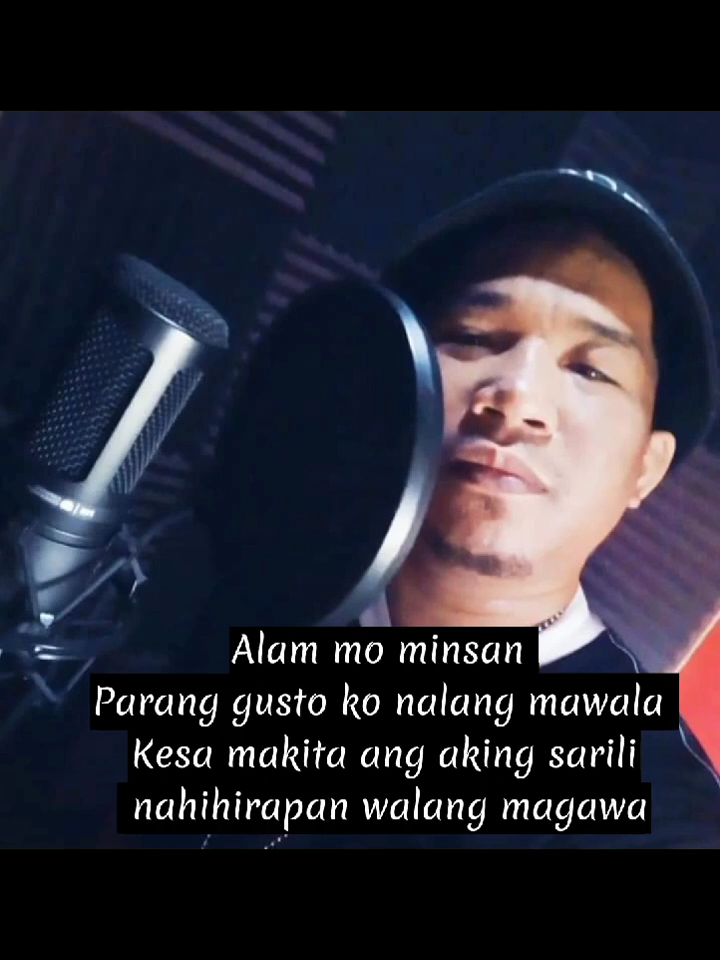 Alam mo minsan
Parang gusto ko nalang mawala
Kesa makita ang aking sarili
nahihirapan walang magawa